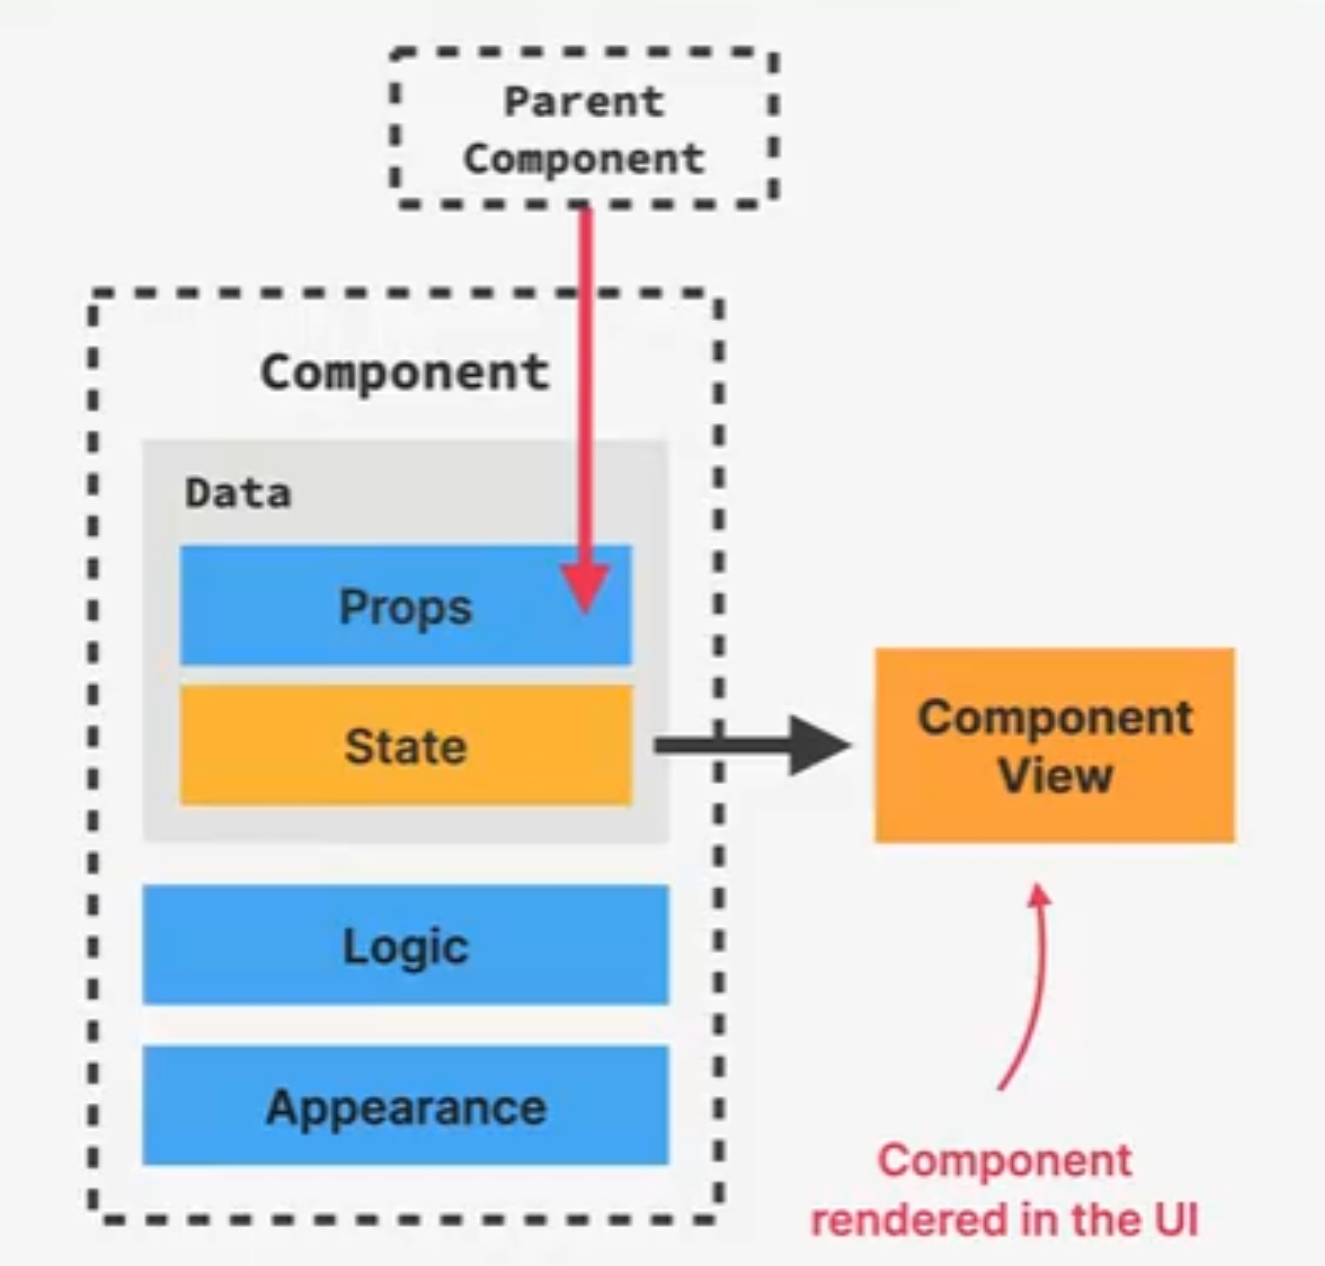 Parent
Component
Component
Data
Props
State
Logic
Appearance
Component
View
Component
rendered in the UI